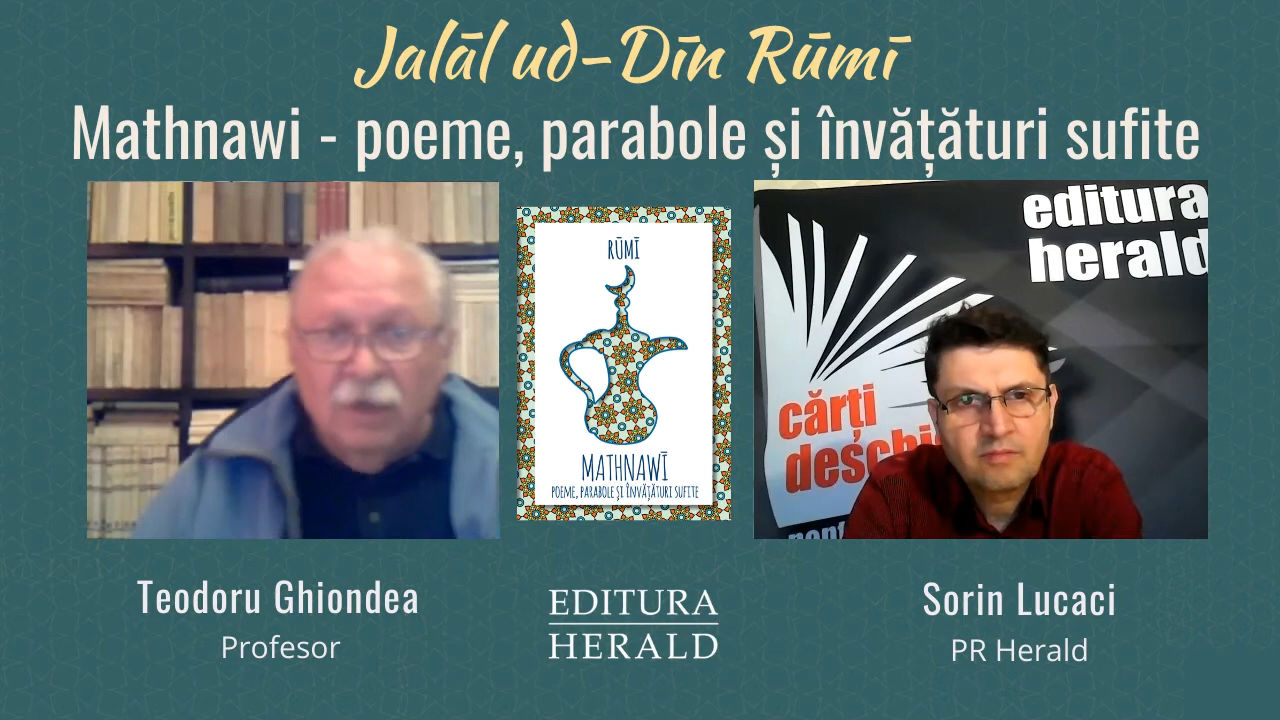 Jalāl ud-Dīn Rūmī
Mathnawi - poeme, parabole și învățături sufite
RŪMĪ
MATHNAWĪ
POEME, PARABOLE ȘI ÎNVĂȚĂTURI SUFITE
editura
herald
cărți
deschi
Teodoru Ghiondea
Profesor
EDITURA
HERALD
Sorin Lucaci
PR Herald